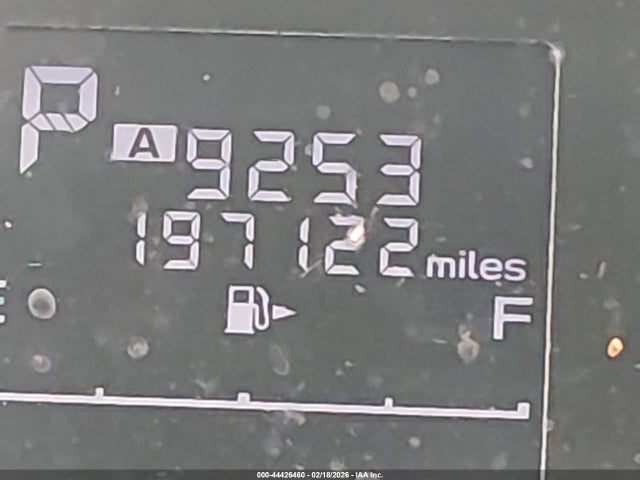 P
A 9253
197122 miles
F
000-44426460 - 02/18/2026 - IAA Inc.